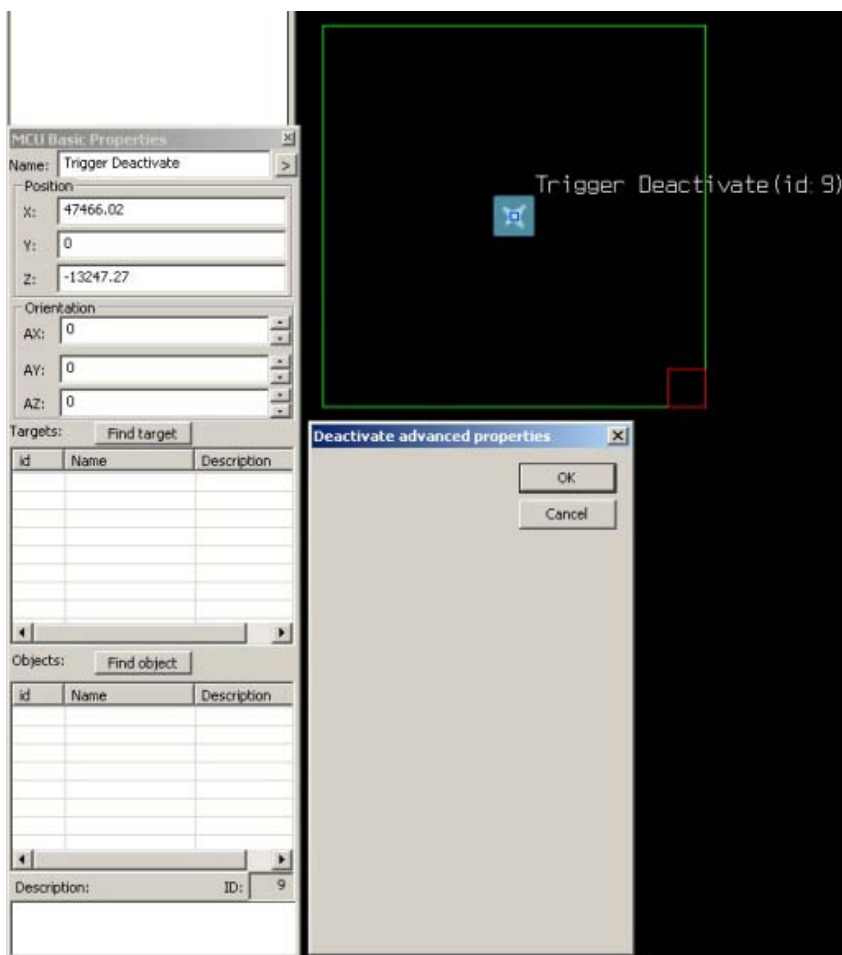 MCU Basic Properties
Name: Trigger Deactivate >
Position
X: 47466.02
Y: 0
Z: -13247.27
Orientation
AX: 0
AY: 0
AZ: 0
Targets: Find target
id Name Description
Objects: Find object
id Name Description
Description: ID: 9
Trigger Deactivate(id:9)
Deactivate advanced properties
OK
Cancel